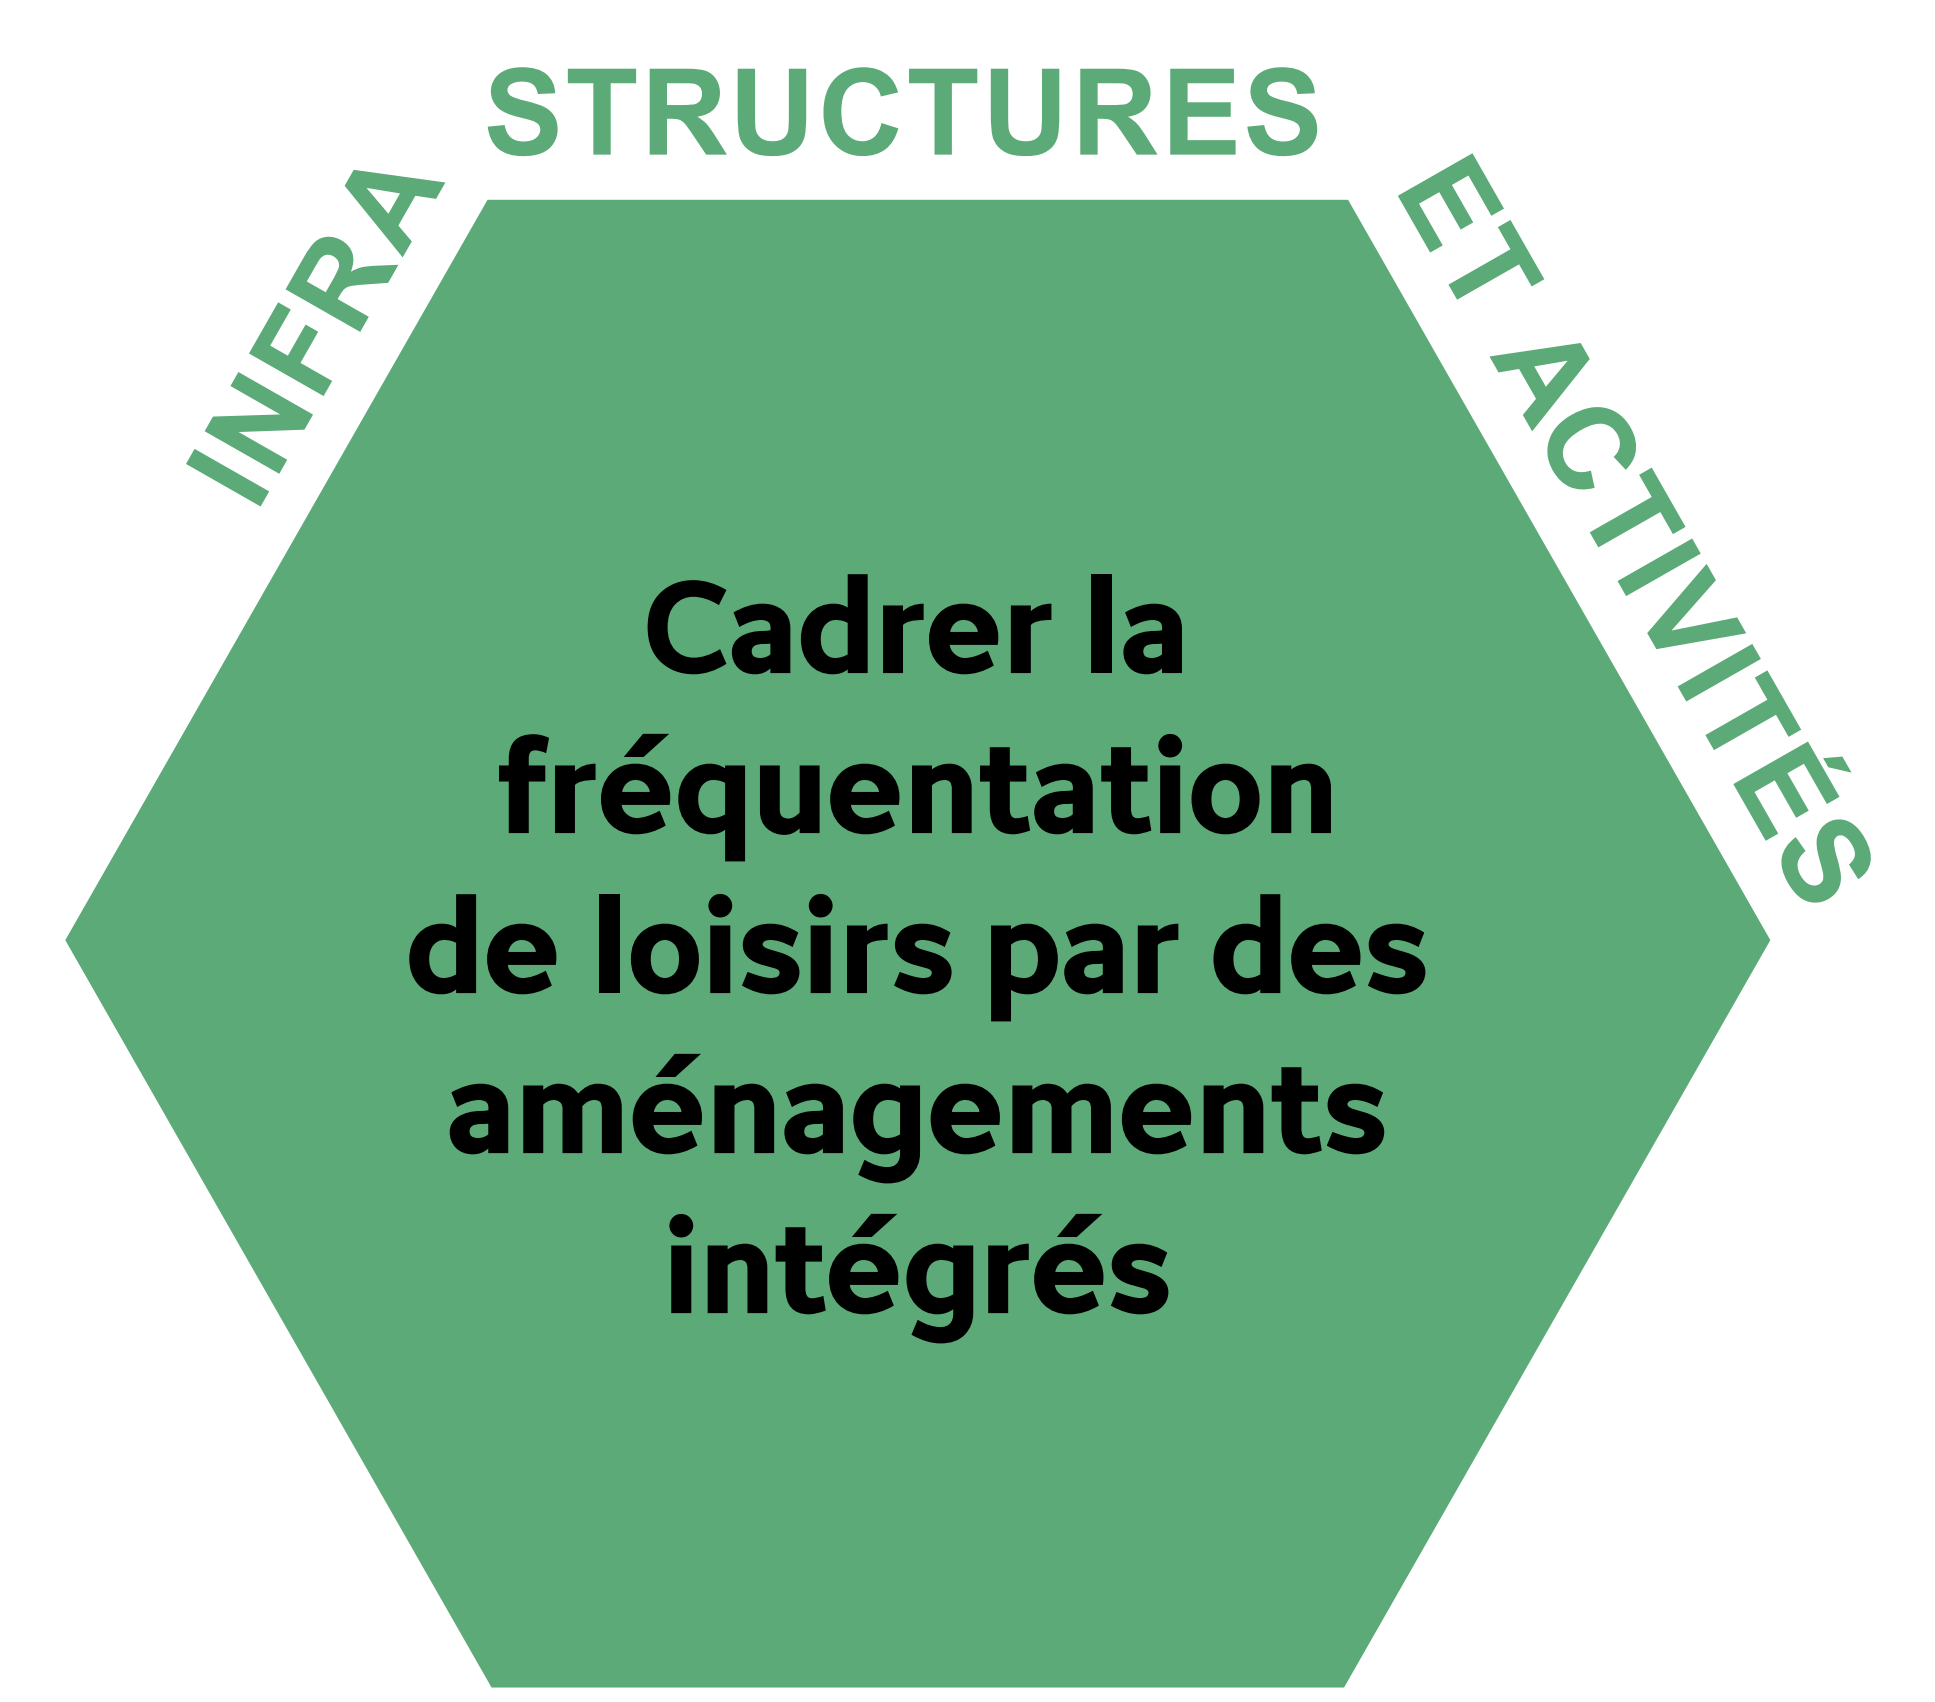 INFRA
STRUCTURES
ET ACTIVITÉS
Cadrer la
fréquentation
de loisirs par des
aménagements
intégrés